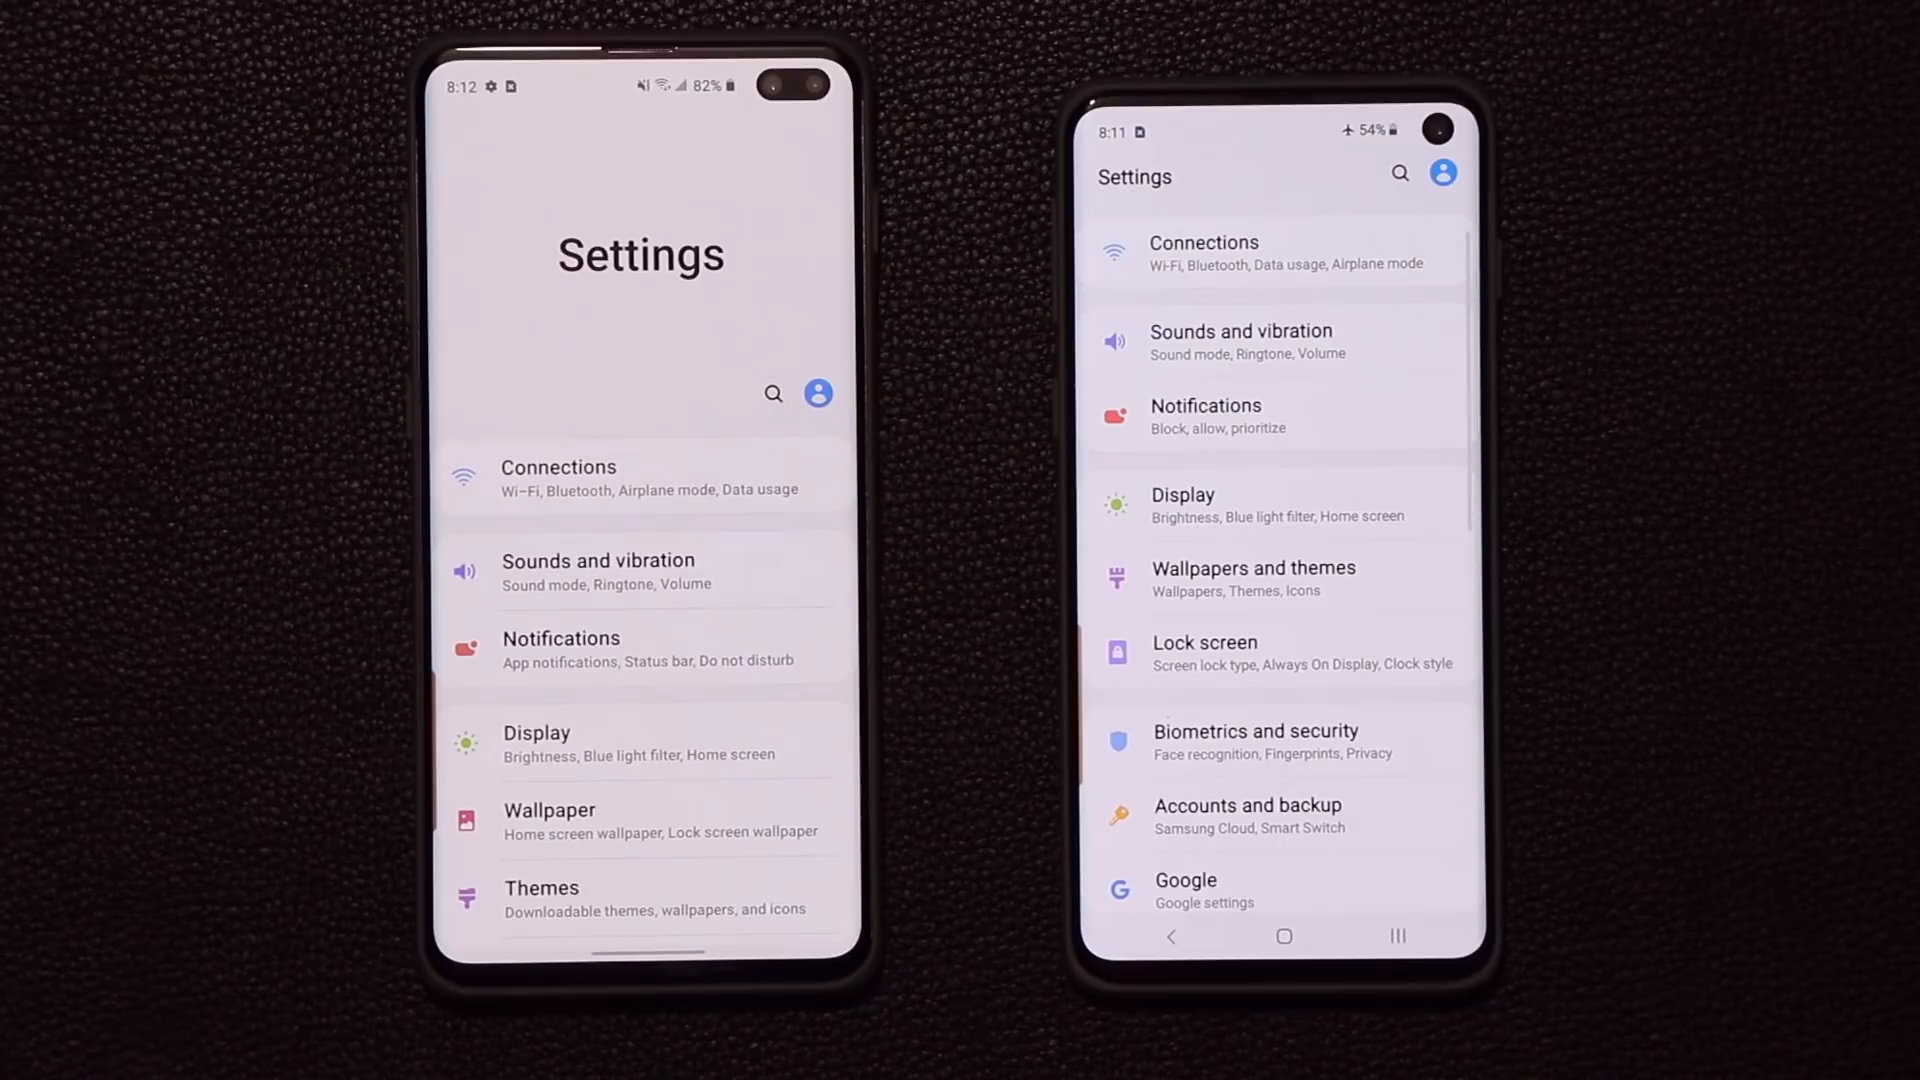 8:12 82%
Settings
Connections
Wi-Fi, Bluetooth, Airplane mode, Data usage
Sounds and vibration
Sound mode, Ringtone, Volume
Notifications
App notifications, Status bar, Do not disturb
Display
Brightness, Blue light filter, Home screen
Wallpaper
Home screen wallpaper, Lock screen wallpaper
Themes
Downloadable themes, wallpapers, and icons
8:11 54%
Settings
Connections
Wi-Fi, Bluetooth, Data usage, Airplane mode
Sounds and vibration
Sound mode, Ringtone, Volume
Notifications
Block, allow, prioritize
Display
Brightness, Blue light filter, Home screen
Wallpapers and themes
Wallpapers, Themes, Icons
Lock screen
Screen lock type, Always On Display, Clock style
Biometrics and security
Face recognition, Fingerprints, Privacy
Accounts and backup
Samsung Cloud, Smart Switch
G Google
Google settings